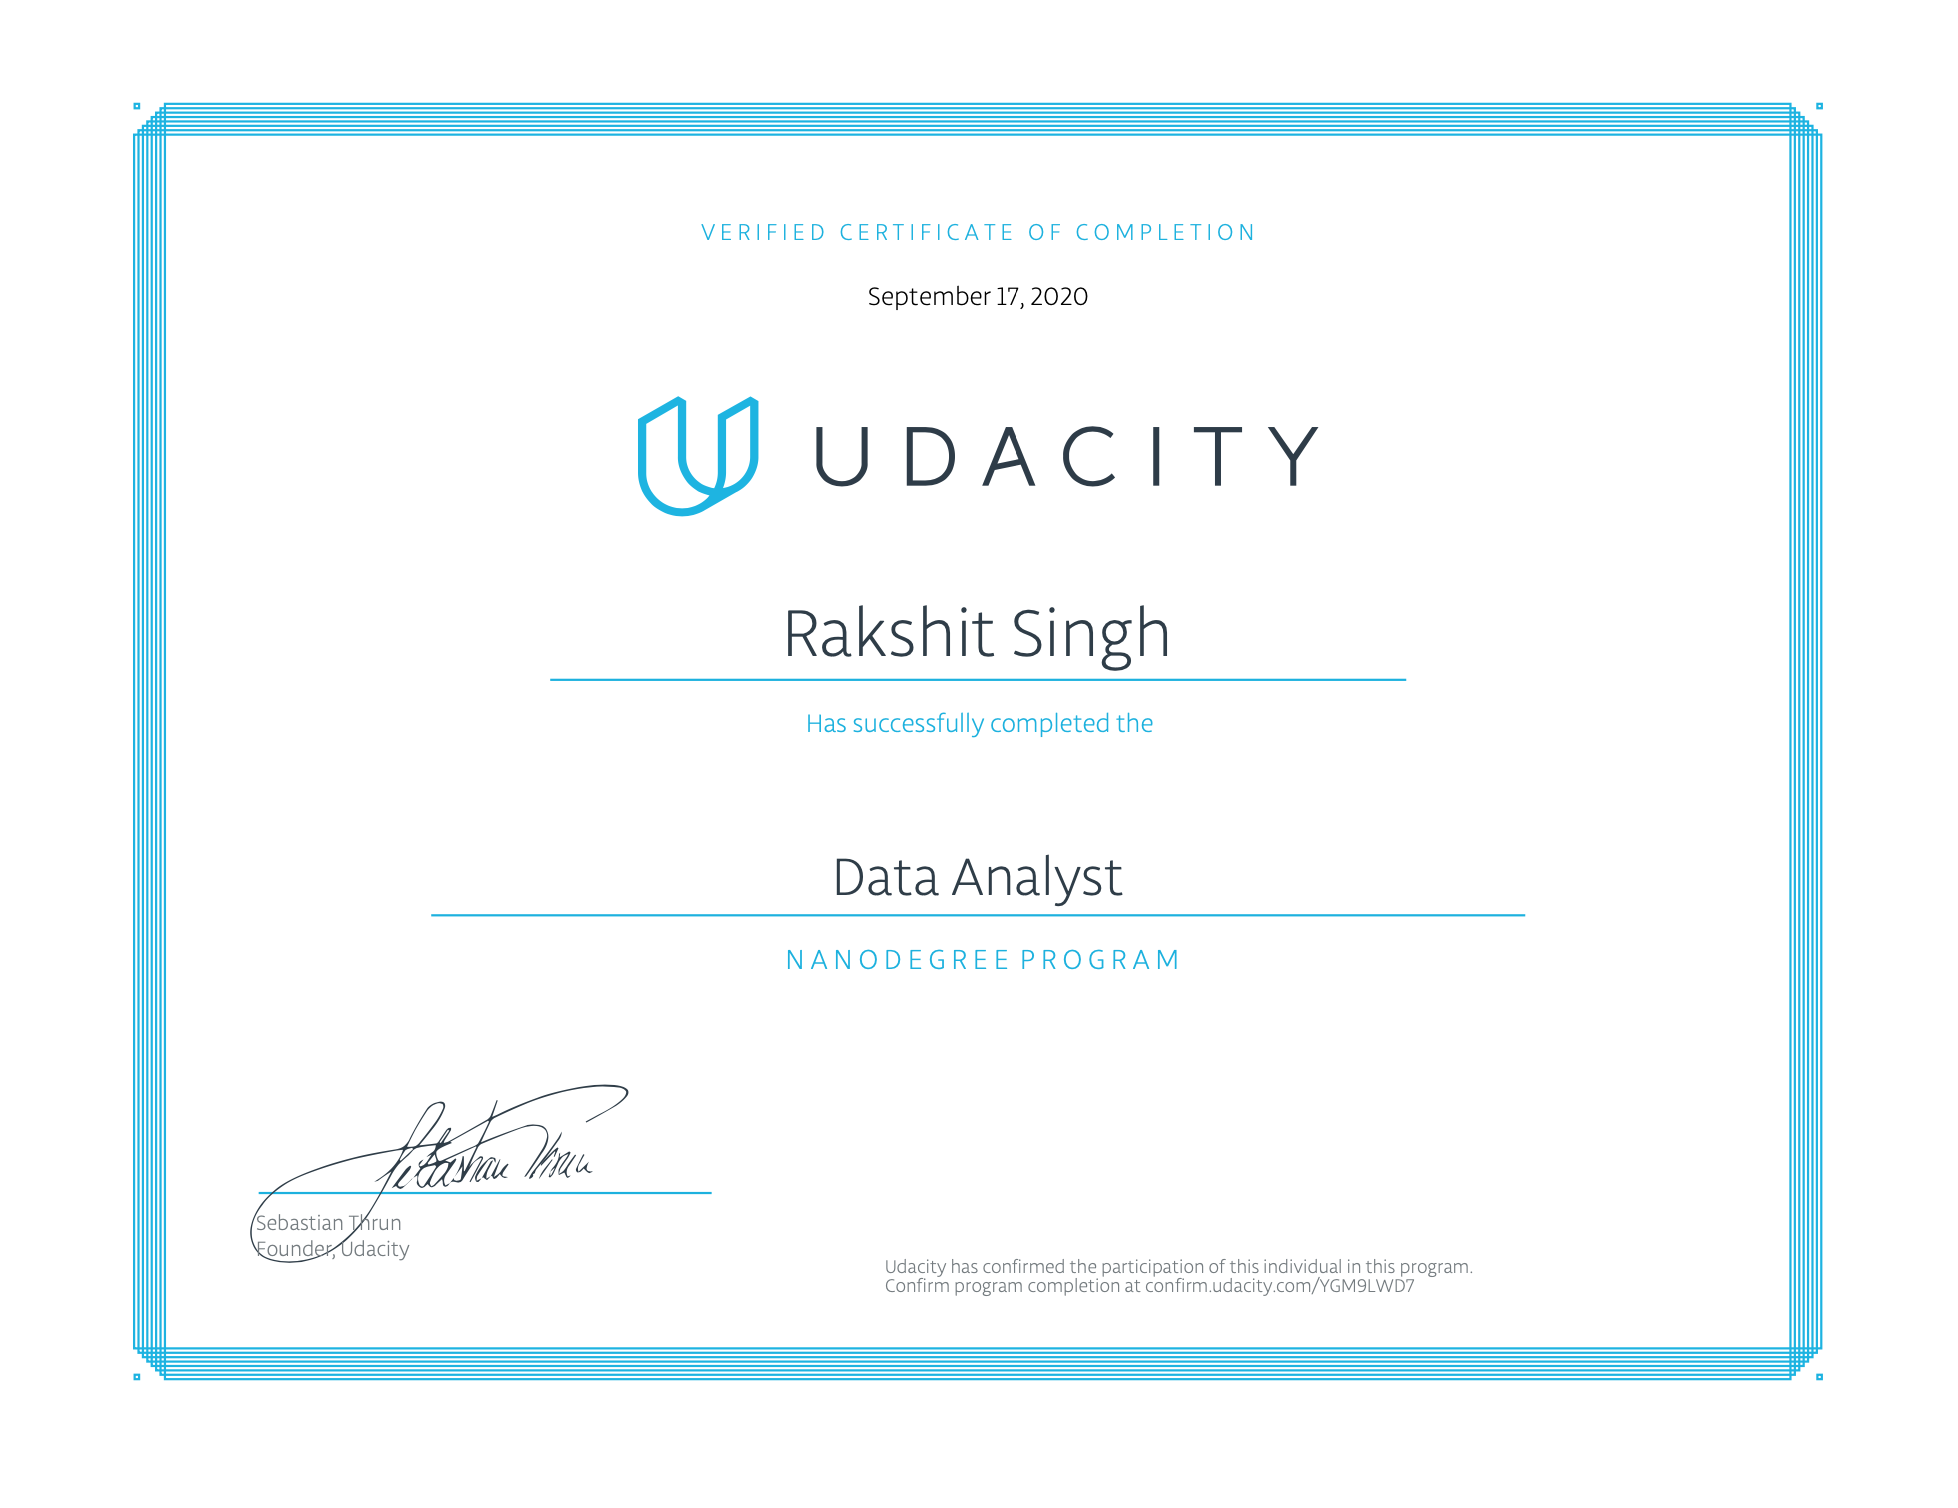 VERIFIED CERTIFICATE OF COMPLETION
September 17, 2020
UDACITY
Rakshit Singh
Has successfully completed the
Data Analyst
NANODEGREE PROGRAM
Sebastian Thrun
Sebastian Thrun
Founder, Udacity
Udacity has confirmed the participation of this individual in this program.
Confirm program completion at confirm.udacity.com/YGM9LWD7